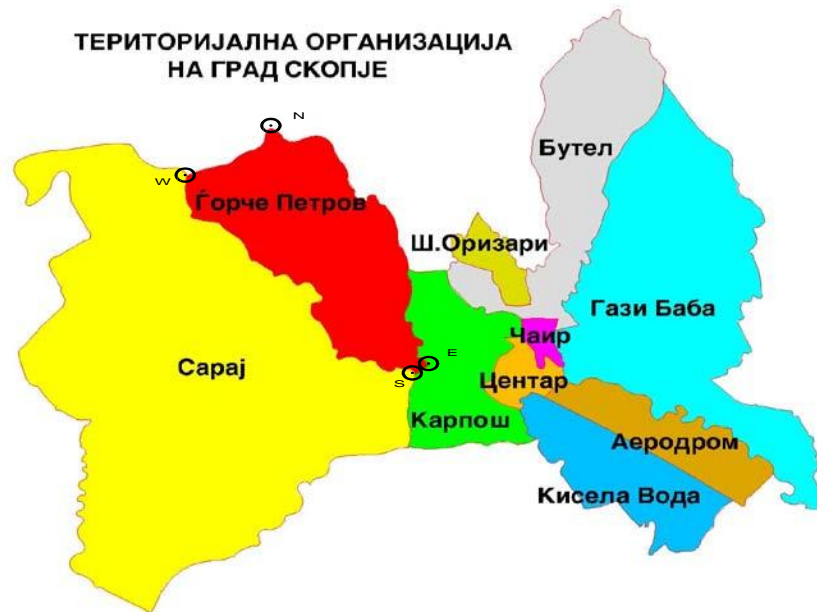 ТЕРИТОРИЈАЛНА ОРГАНИЗАЦИЈА
НА ГРАД СКОПЈЕ
N
W
Бутел
Ѓорче Петров
Ш.Оризари
Гази Баба
Чаир
E
Сарај
S
Центар
Карпош
Аеродром
Кисела Вода